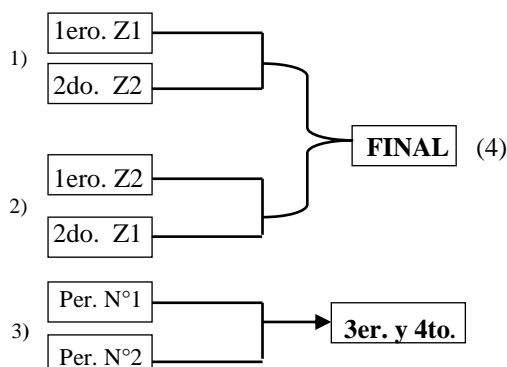 1ero. Z1
1)
2do. Z2
FINAL (4)
1ero. Z2
2)
2do. Z1
Per. N°1
3) 3er. y 4to.
Per. N°2